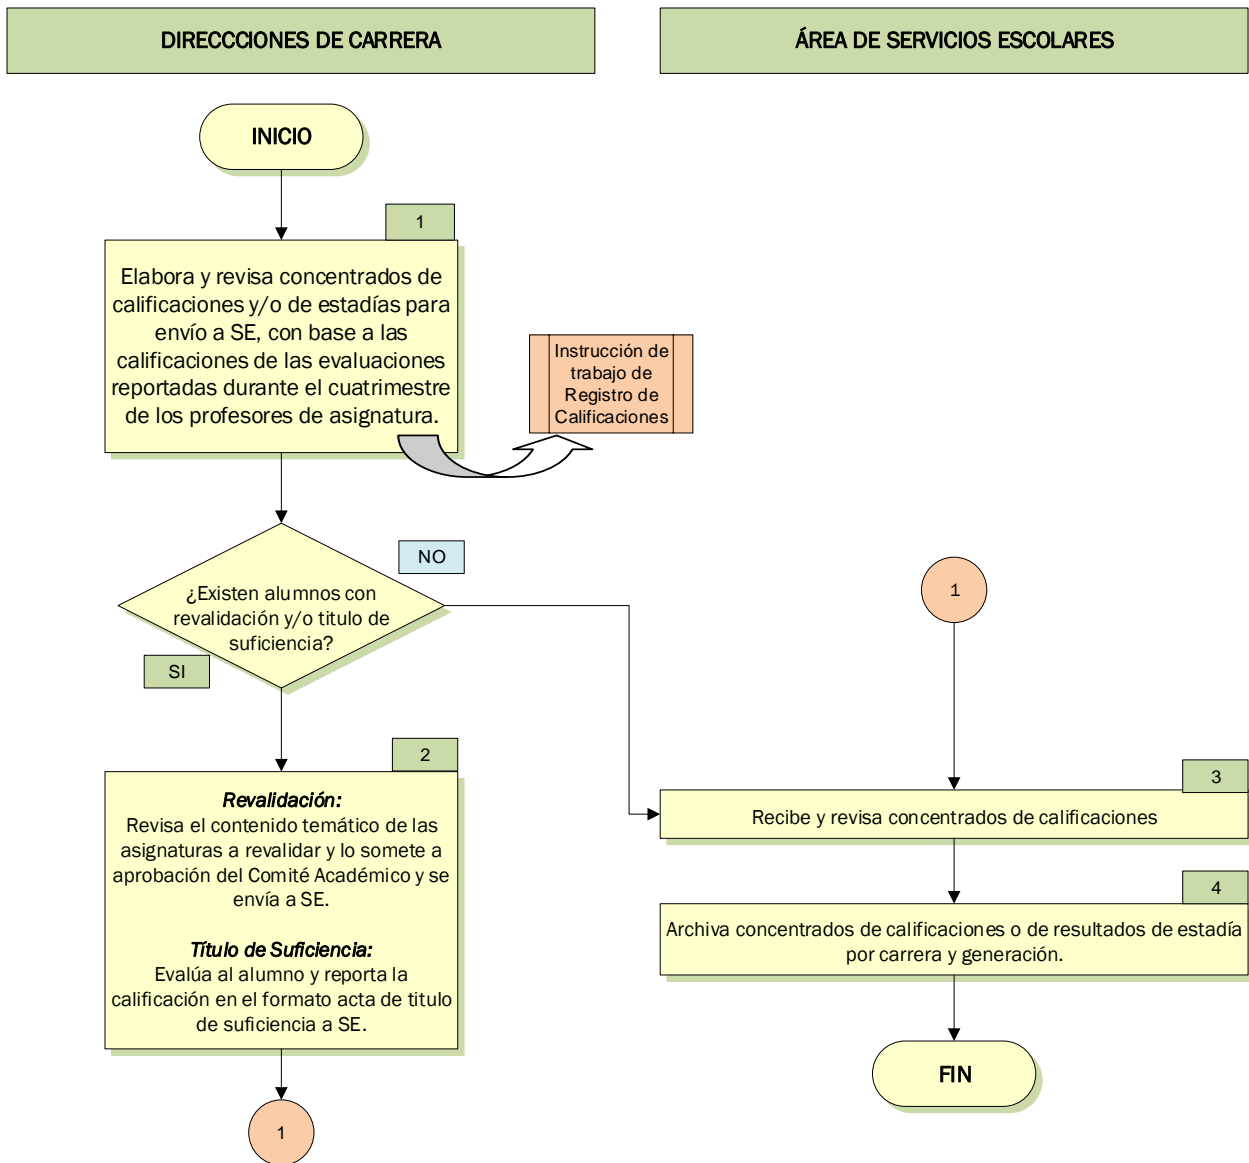 DIRECCCIONES DE CARRERA
ÁREA DE SERVICIOS ESCOLARES
INICIO
1
Elabora y revisa concentrados de
calificaciones y/o de estadías para
envío a SE, con base a las
calificaciones de las evaluaciones
reportadas durante el cuatrimestre
de los profesores de asignatura.
Instrucción de
trabajo de
Registro de
Calificaciones
NO
¿Existen alumnos con
revalidación y/o titulo de
suficiencia?
SI
2
Revalidación:
Revisa el contenido temático de las
asignaturas a revalidar y lo somete a
aprobación del Comité Académico y se
envía a SE.
Título de Suficiencia:
Evalúa al alumno y reporta la
calificación en el formato acta de titulo
de suficiencia a SE.
1
1
3
Recibe y revisa concentrados de calificaciones
4
Archiva concentrados de calificaciones o de resultados de estadía
por carrera y generación.
FIN